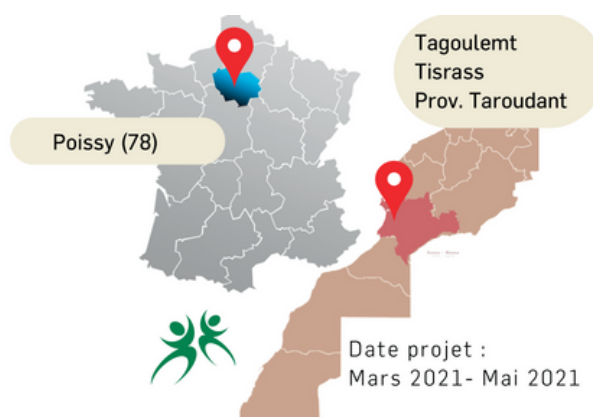 Tagoulemt
Tisrass
Prov. Taroudant
Poissy (78)
Date projet :
Mars 2021- Mai 2021